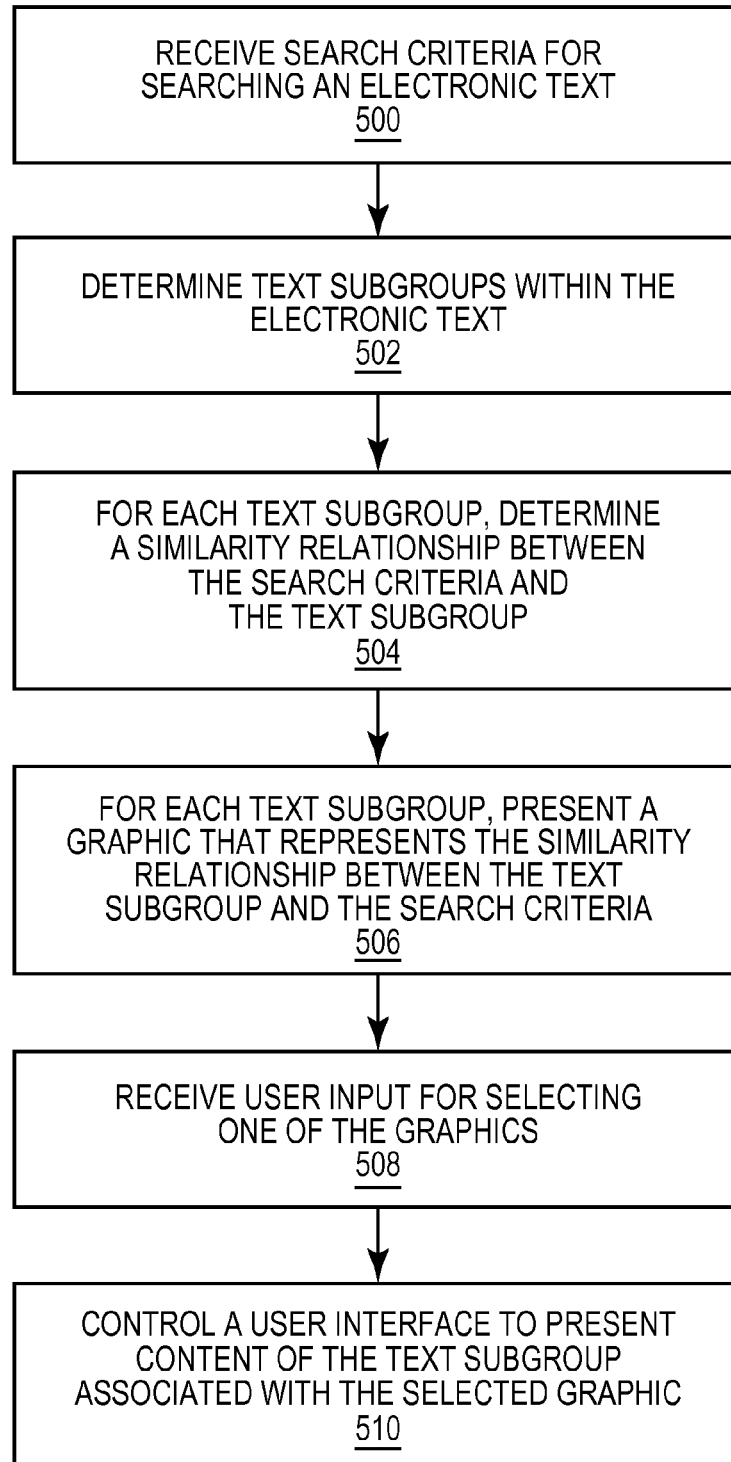 RECEIVE SEARCH CRITERIA FOR
SEARCHING AN ELECTRONIC TEXT
500
DETERMINE TEXT SUBGROUPS WITHIN THE
ELECTRONIC TEXT
502
FOR EACH TEXT SUBGROUP, DETERMINE
A SIMILARITY RELATIONSHIP BETWEEN
THE SEARCH CRITERIA AND
THE TEXT SUBGROUP
504
FOR EACH TEXT SUBGROUP, PRESENT A
GRAPHIC THAT REPRESENTS THE SIMILARITY
RELATIONSHIP BETWEEN THE TEXT
SUBGROUP AND THE SEARCH CRITERIA
506
RECEIVE USER INPUT FOR SELECTING
ONE OF THE GRAPHICS
508
CONTROL A USER INTERFACE TO PRESENT
CONTENT OF THE TEXT SUBGROUP
ASSOCIATED WITH THE SELECTED GRAPHIC
510